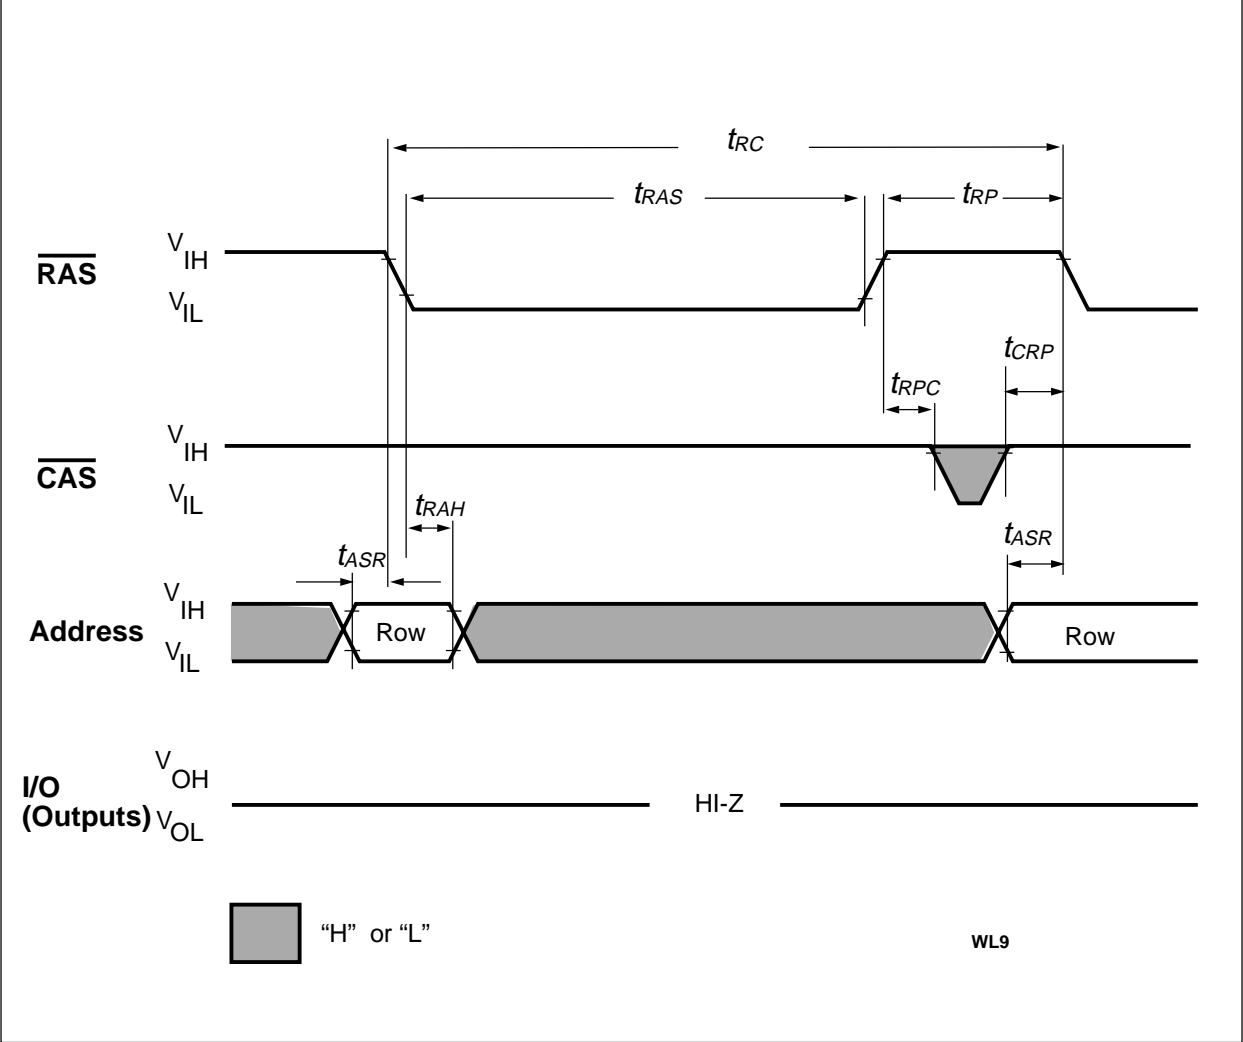 tRC
tRAS
tRP
RAS
VIH
VIL
tCRP
tRPC
CAS
VIH
VIL
tRAH
tASR
tASR
Address
VIH
VIL
Row
Row
I/O
(Outputs)
VOH
VOL
HI-Z
“H” or “L”
WL9